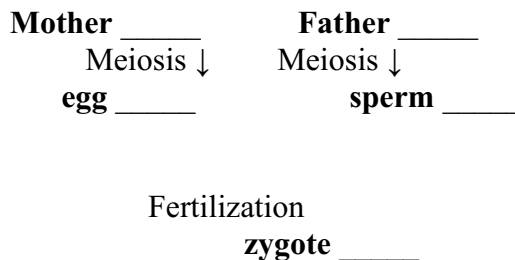 Mother _____ Father _____
Meiosis ↓ Meiosis ↓
egg _____ sperm _____
Fertilization
zygote _____